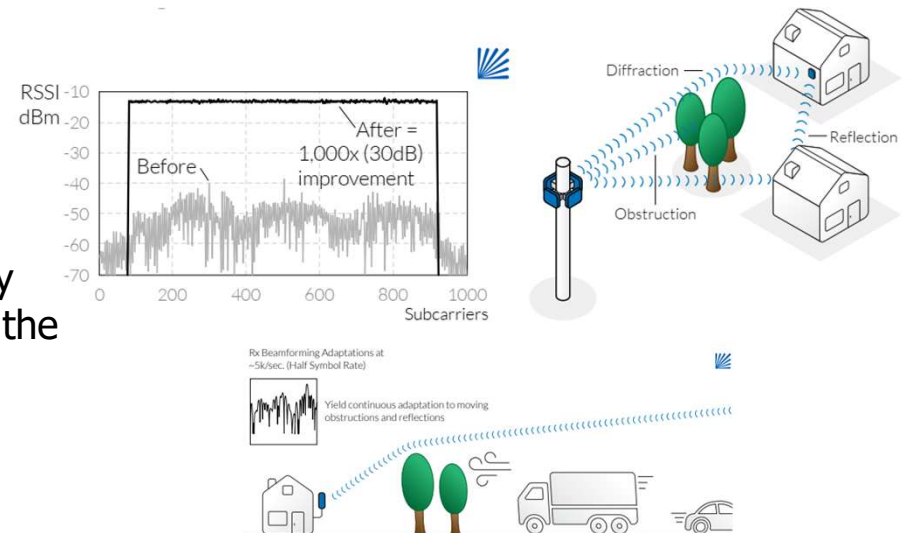 RSSI
dBm
-10
-20
-30
-40
-50
-60
-70
Before
After =
1,000x (30dB)
improvement
0 200 400 600 800 1000
Subcarriers
Diffraction
Reflection
Obstruction
y
the
Rx Beamforming Adaptations at
~5k/sec. (Half Symbol Rate)
Yield continuous adaptation to moving
obstructions and reflections